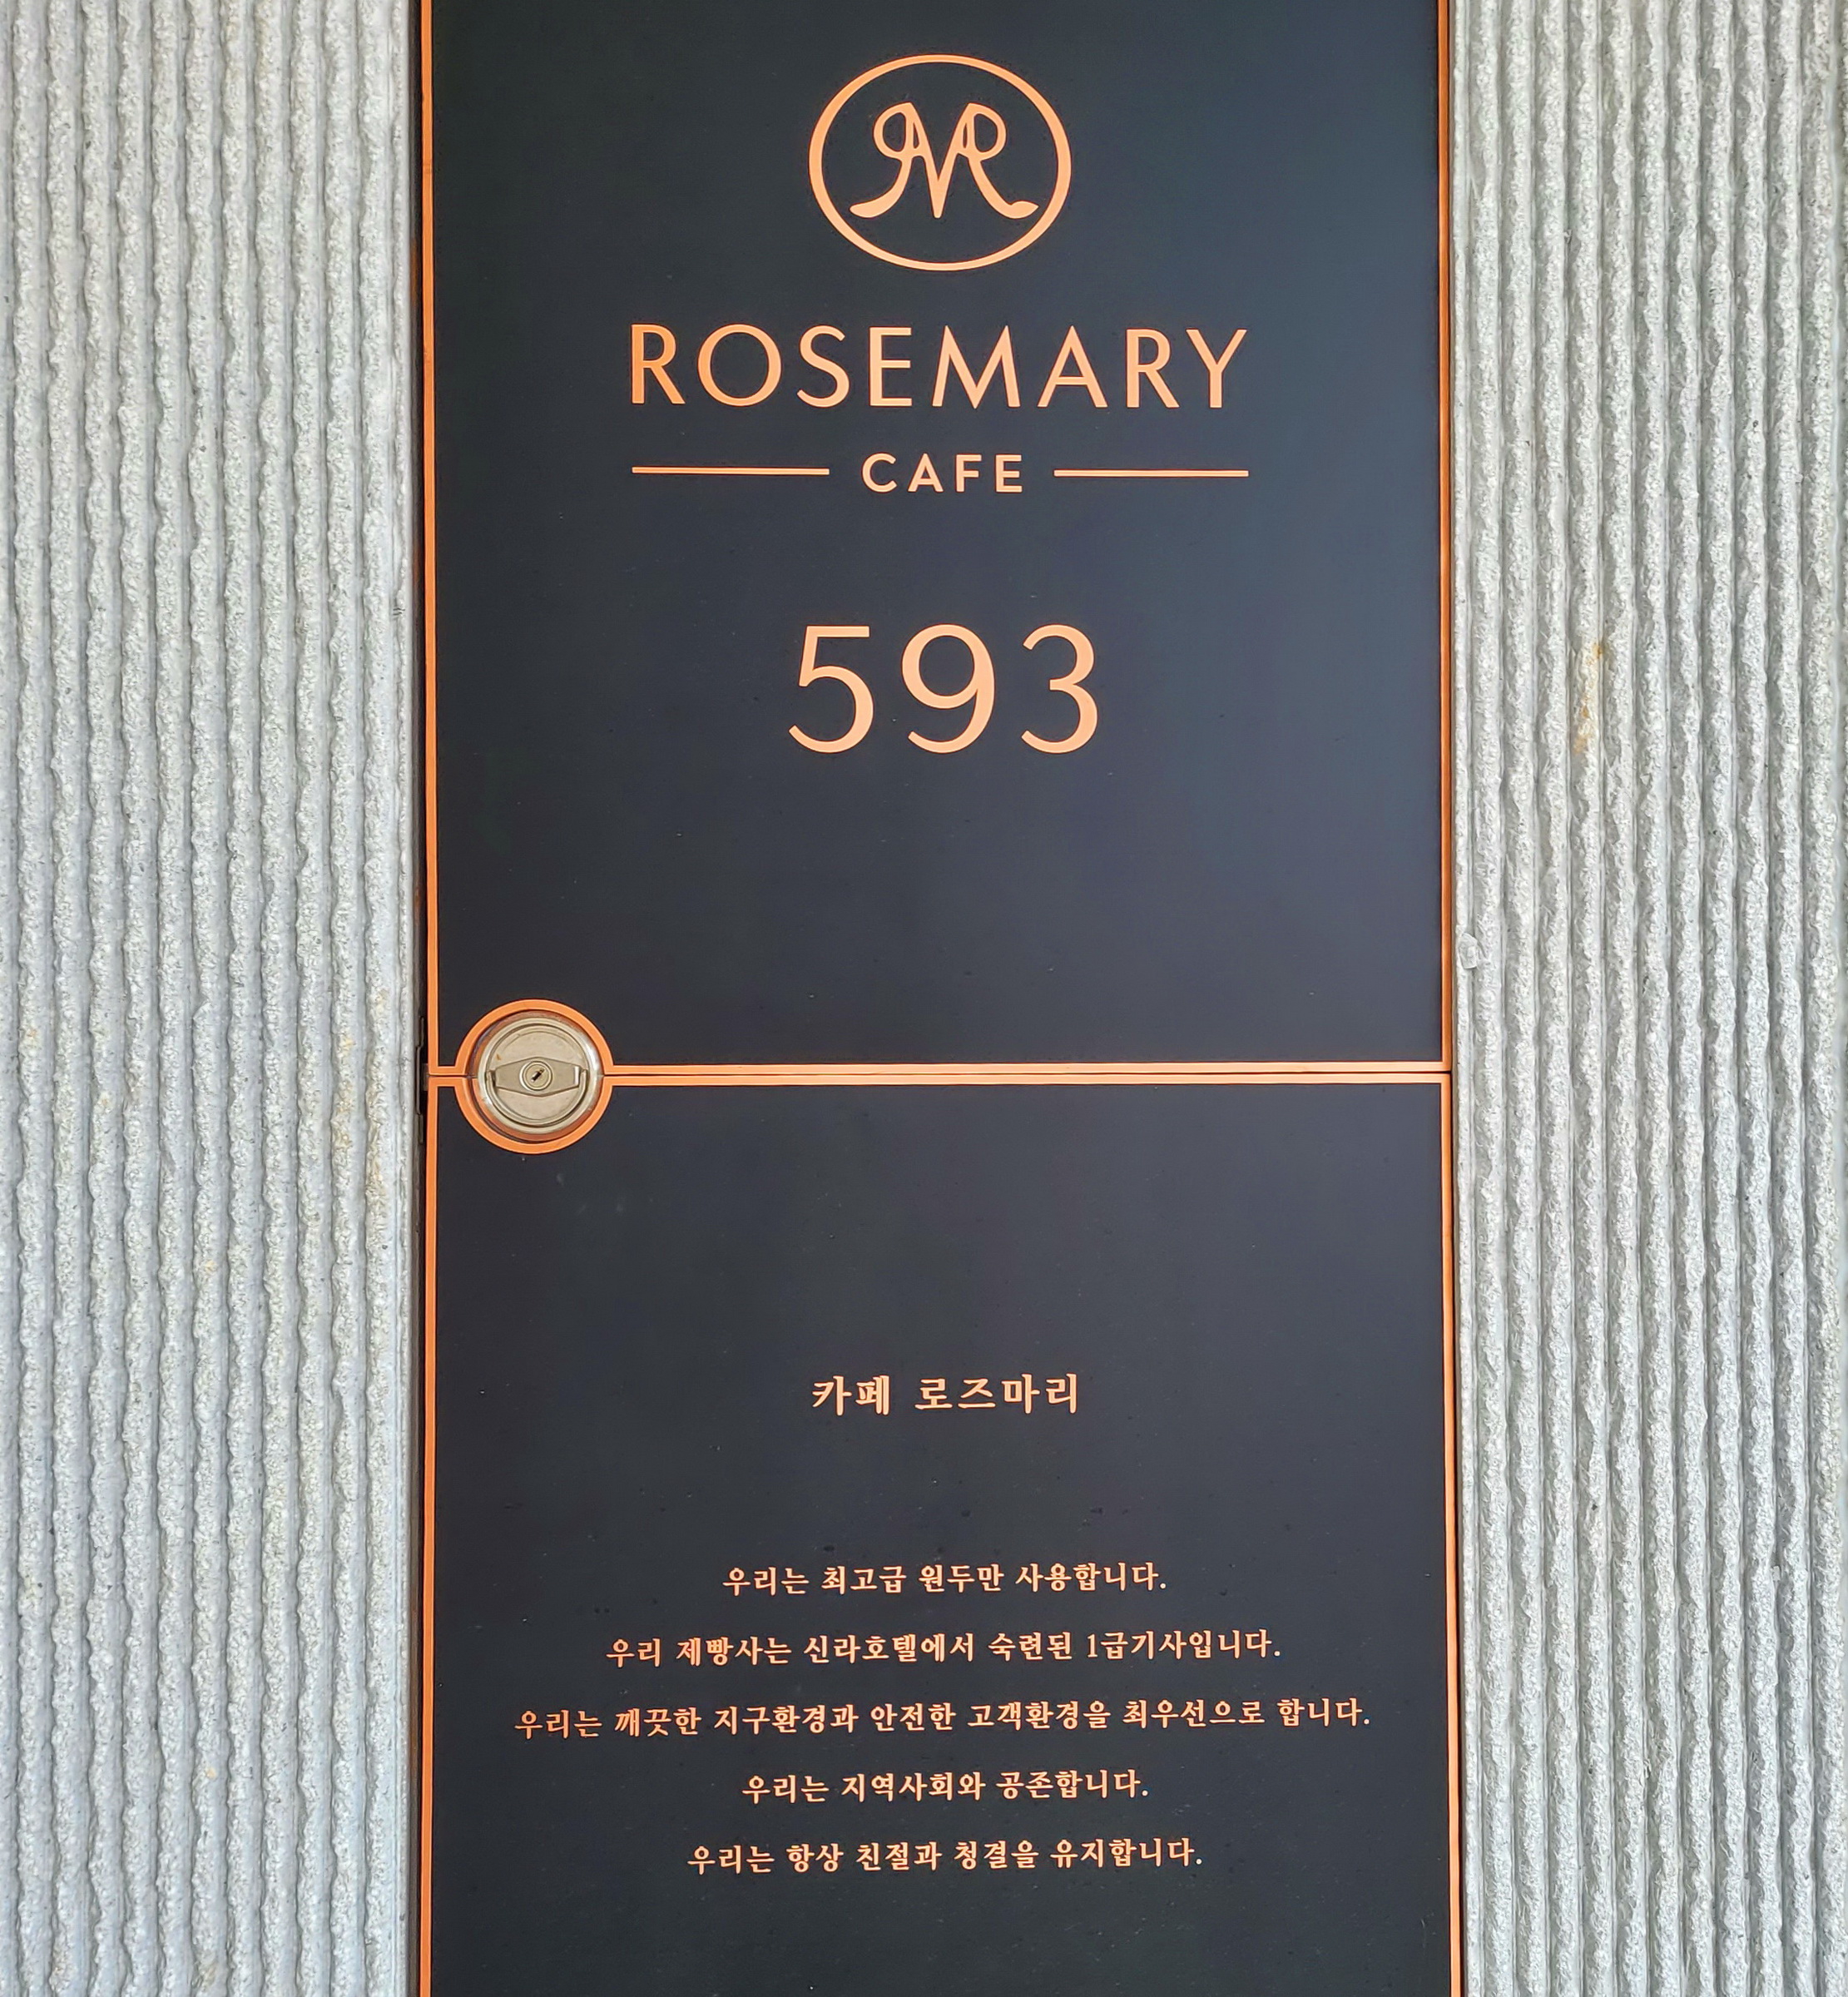 ROSEMARY
CAFE
593
카페 로즈마리
우리는 최고급 원두만 사용합니다.
우리 제빵사는 신라호텔에서 숙련된 1급기사입니다.
우리는 깨끗한 지구환경과 안전한 고객환경을 최우선으로 합니다.
우리는 지역사회와 공존합니다.
우리는 항상 친절과 청결을 유지합니다.